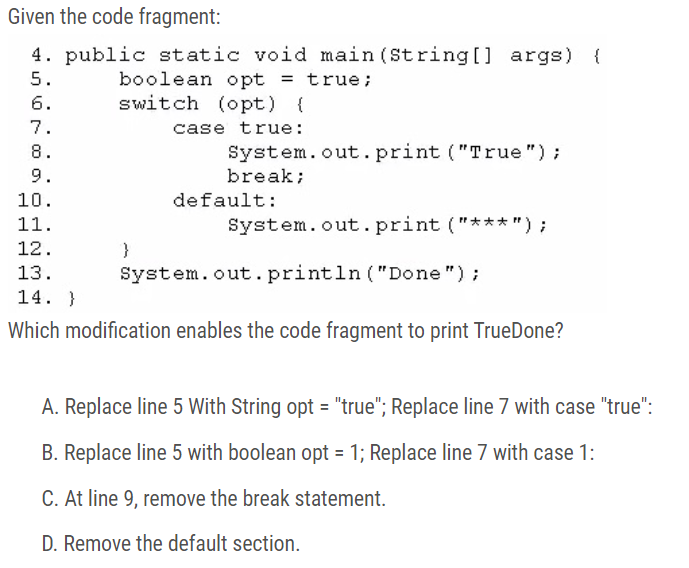 Given the code fragment:
4. public static void main(String[] args) {
5. boolean opt = true;
6. switch (opt) {
7. case true:
8. System.out.print("True");
9. break;
10. default:
11. System.out.print("***");
12. }
13. System.out.println("Done");
14. }
Which modification enables the code fragment to print TrueDone?
A. Replace line 5 With String opt = "true"; Replace line 7 with case "true":
B. Replace line 5 with boolean opt = 1; Replace line 7 with case 1:
C. At line 9, remove the break statement.
D. Remove the default section.